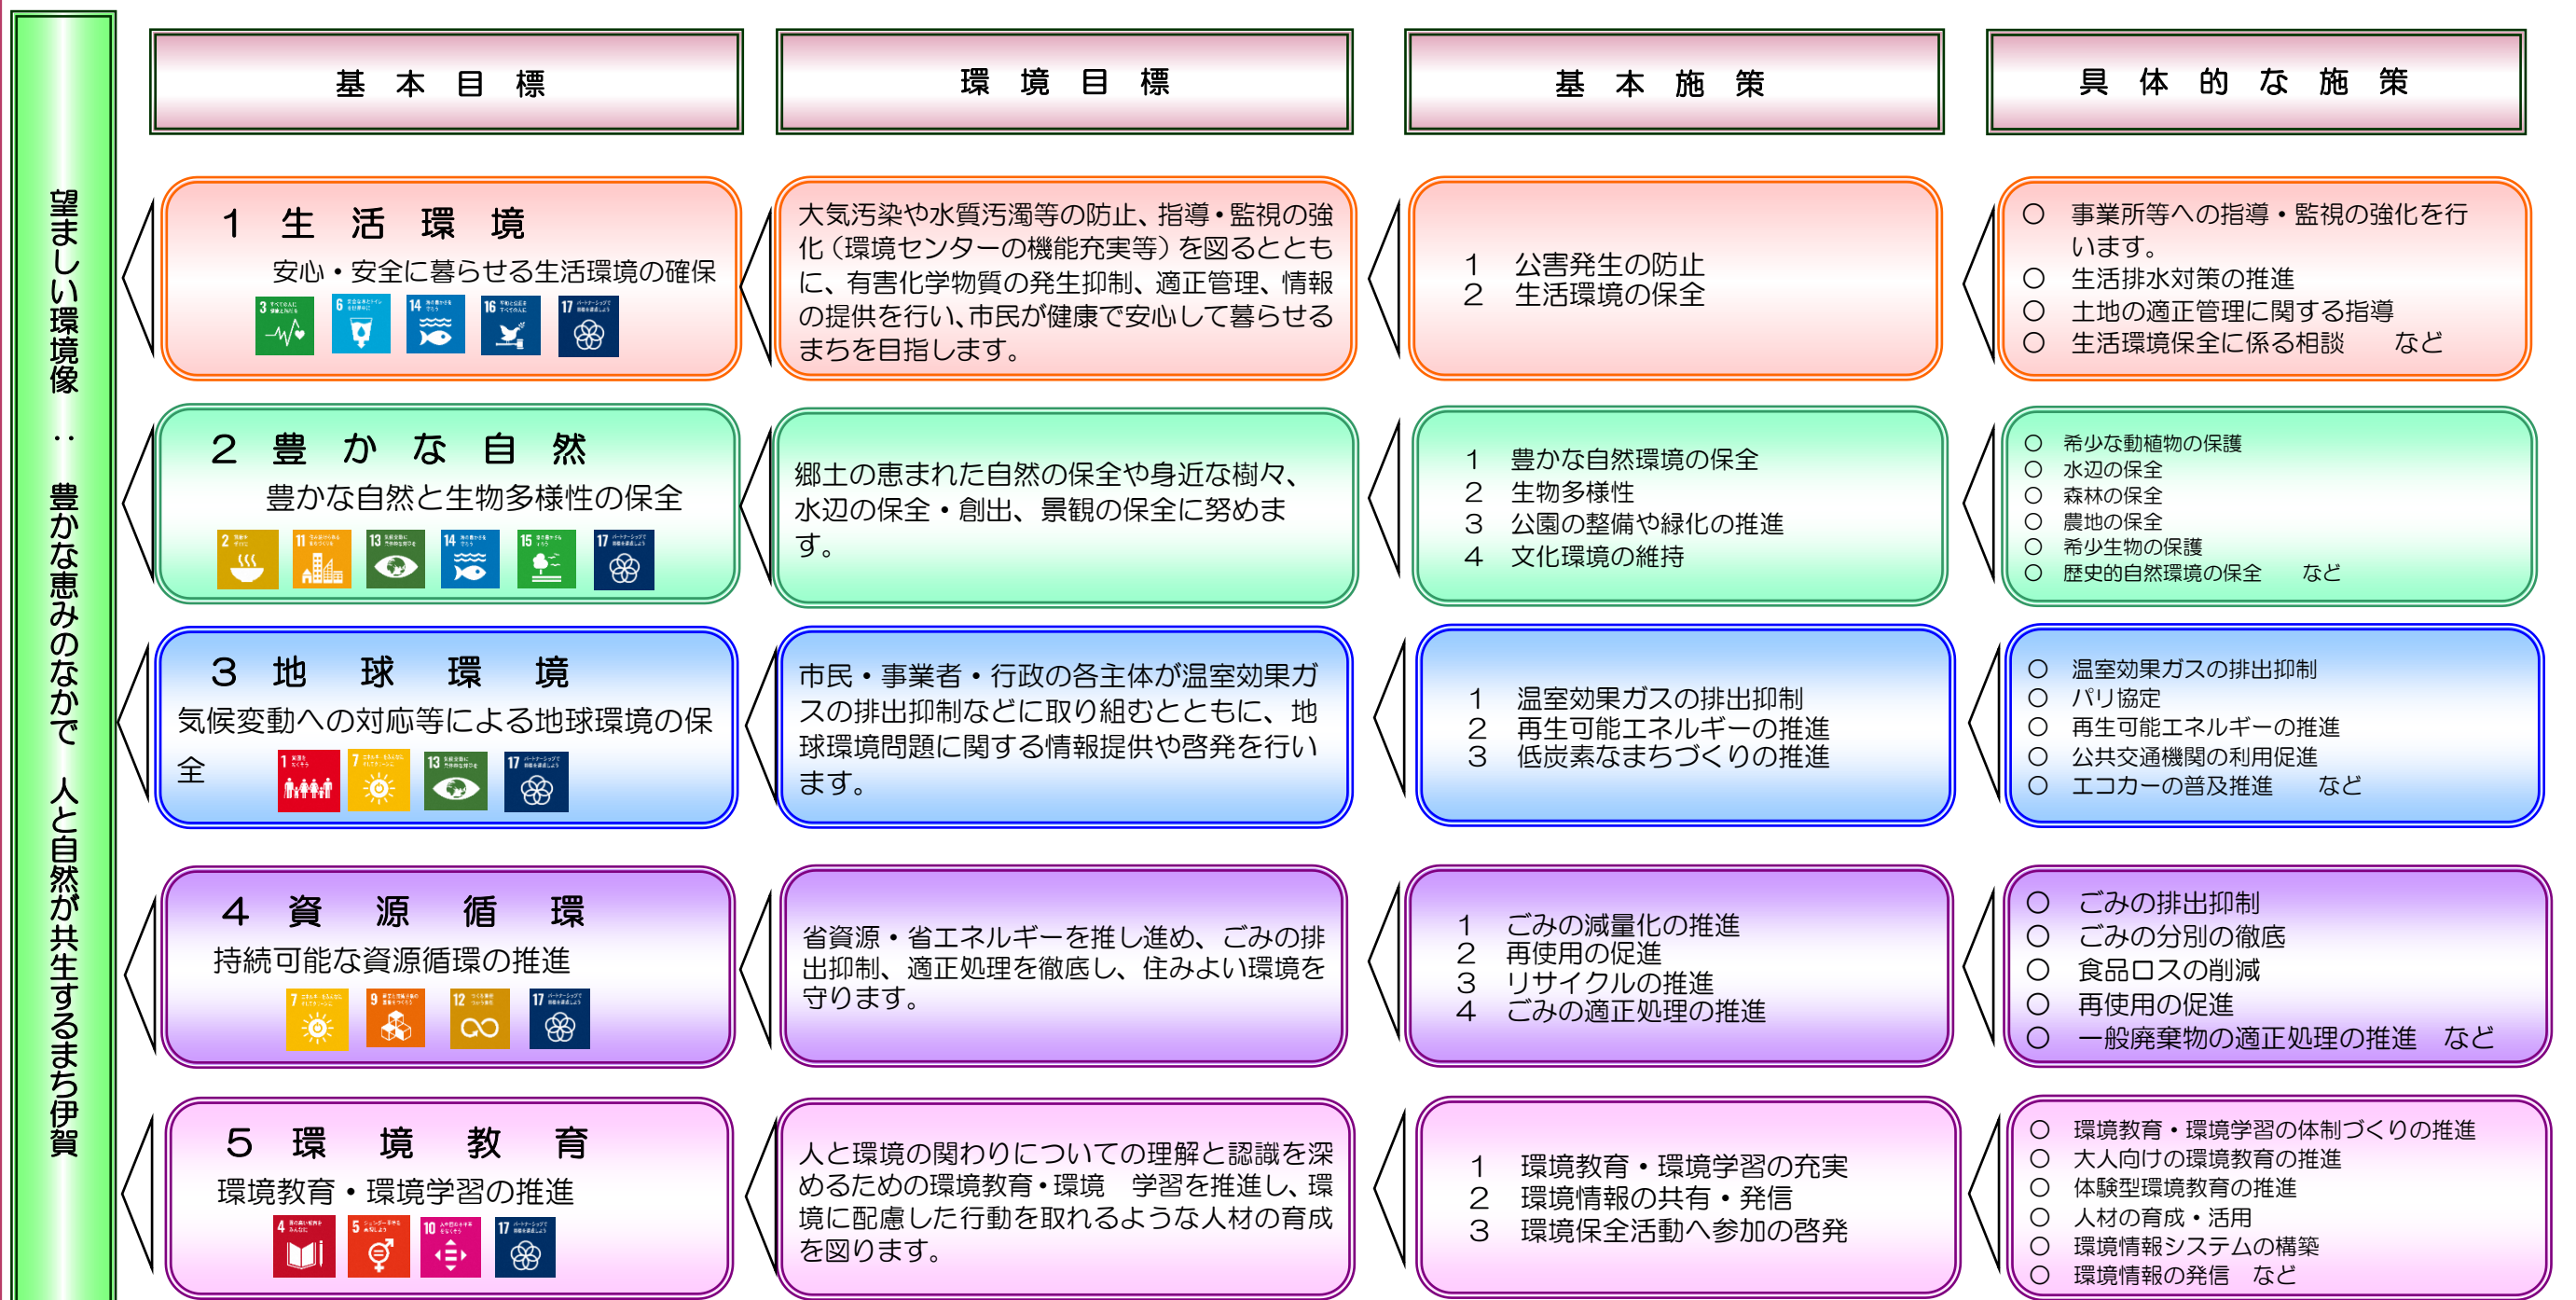 望ましい環境像 : 豊かな恵みのなかで 人と自然が共生するまち伊賀
基本目標
環境目標
基本施策
具体的な施策
1 生活環境
安心・安全に暮らせる生活環境の確保
3
6
14
16
17
大気汚染や水質汚濁等の防止、指導・監視の強
化（環境センターの機能充実等）を図るととも
に、有害化学物質の発生抑制、適正管理、情報
の提供を行い、市民が健康で安心して暮らせる
まちを目指します。
1 公害発生の防止
2 生活環境の保全
○ 事業所等への指導・監視の強化を行
います。
○ 生活排水対策の推進
○ 土地の適正管理に関する指導
○ 生活環境保全に係る相談 など
2 豊かな自然
豊かな自然と生物多様性の保全
2
11
13
14
15
17
郷土の恵まれた自然の保全や身近な樹々、
水辺の保全・創出、景観の保全に努めま
す。
1 豊かな自然環境の保全
2 生物多様性
3 公園の整備や緑化の推進
4 文化環境の維持
○ 希少な動植物の保護
○ 水辺の保全
○ 森林の保全
○ 農地の保全
○ 希少生物の保護
○ 歴史的自然環境の保全 など
3 地球環境
気候変動への対応等による地球環境の保
全
1
7
13
17
市民・事業者・行政の各主体が温室効果ガ
スの排出抑制などに取り組むとともに、地
球環境問題に関する情報提供や啓発を行い
ます。
1 温室効果ガスの排出抑制
2 再生可能エネルギーの推進
3 低炭素なまちづくりの推進
○ 温室効果ガスの排出抑制
○ パリ協定
○ 再生可能エネルギーの推進
○ 公共交通機関の利用促進
○ エコカーの普及推進 など
4 資源循環
持続可能な資源循環の推進
7
9
12
17
省資源・省エネルギーを推し進め、ごみの排
出抑制、適正処理を徹底し、住みよい環境を
守ります。
1 ごみの減量化の推進
2 再使用の促進
3 リサイクルの推進
4 ごみの適正処理の推進
○ ごみの排出抑制
○ ごみの分別の徹底
○ 食品ロスの削減
○ 再使用の促進
○ 一般廃棄物の適正処理の推進 など
5 環境教育
環境教育・環境学習の推進
4
5
10
17
人と環境の関わりについての理解と認識を深
めるための環境教育・環境 学習を推進し、環
境に配慮した行動を取れるような人材の育成
を図ります。
1 環境教育・環境学習の充実
2 環境情報の共有・発信
3 環境保全活動へ参加の啓発
○ 環境教育・環境学習の体制づくりの推進
○ 大人向けの環境教育の推進
○ 体験型環境教育の推進
○ 人材の育成・活用
○ 環境情報システムの構築
○ 環境情報の発信 など